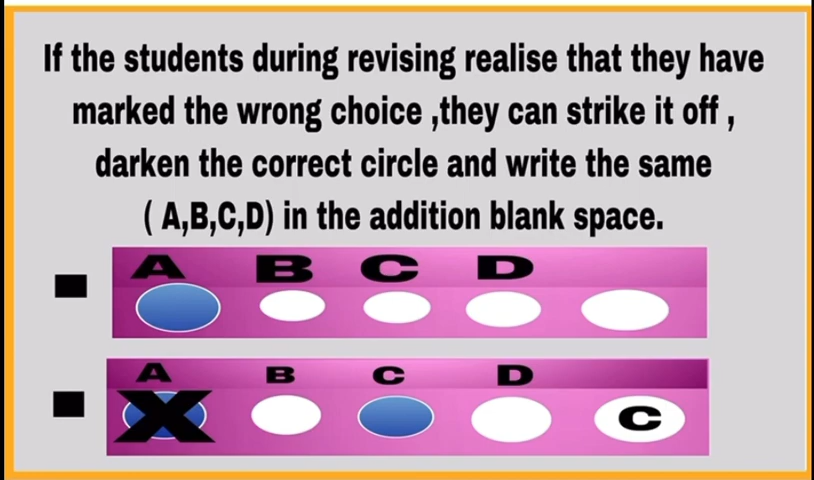 If the students during revising realise that they have
marked the wrong choice ,they can strike it off ,
darken the correct circle and write the same
( A,B,C,D) in the addition blank space.
A B C D
A B C D
X C